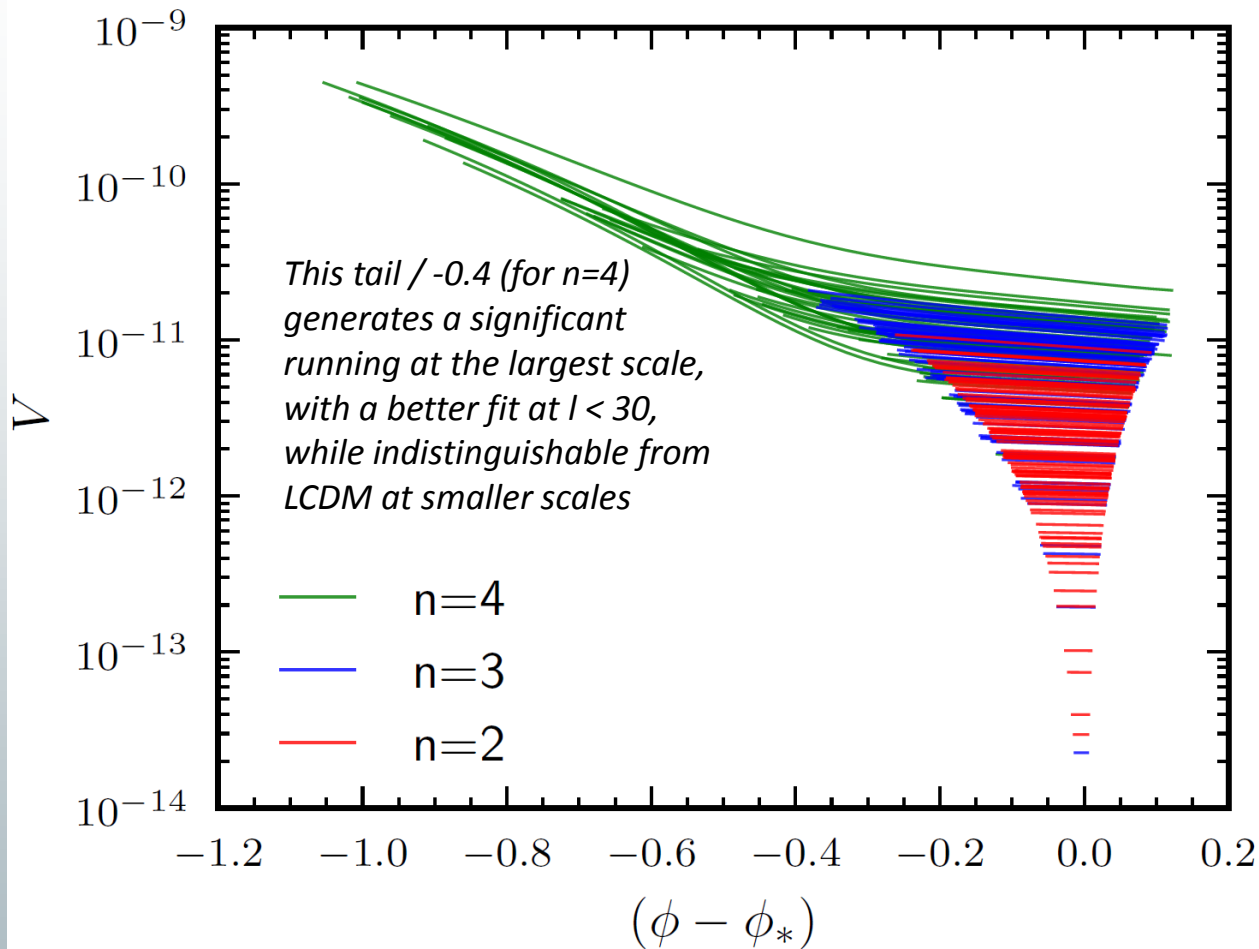 10⁻⁹
10⁻¹⁰
10⁻¹¹
10⁻¹²
10⁻¹³
10⁻¹⁴
V
This tail / -0.4 (for n=4)
generates a significant
running at the largest scale,
with a better fit at l < 30,
while indistinguishable from
LCDM at smaller scales
n=4
n=3
n=2
−1.2 −1.0 −0.8 −0.6 −0.4 −0.2 0.0 0.2
(ϕ − ϕ∗)